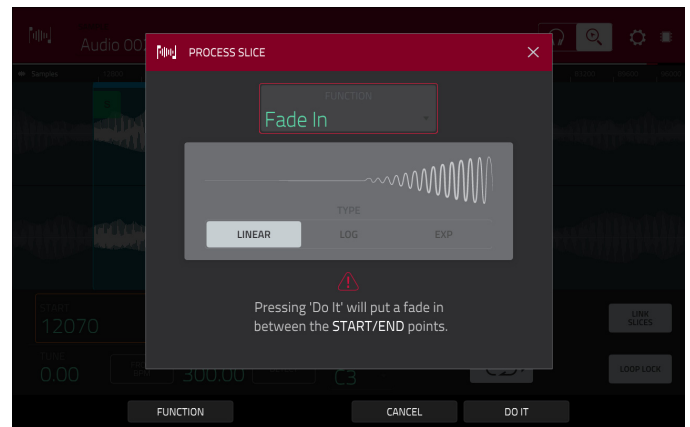 Audio 002
PROCESS SLICE
Samples
FUNCTION
Fade In
TYPE
LINEAR LOG EXP
Pressing 'Do It' will put a fade in
between the START/END points.
START
12070
LINK
SLICES
TUNE
0.00
300.00
C3
LOOP LOCK
FUNCTION CANCEL DO IT